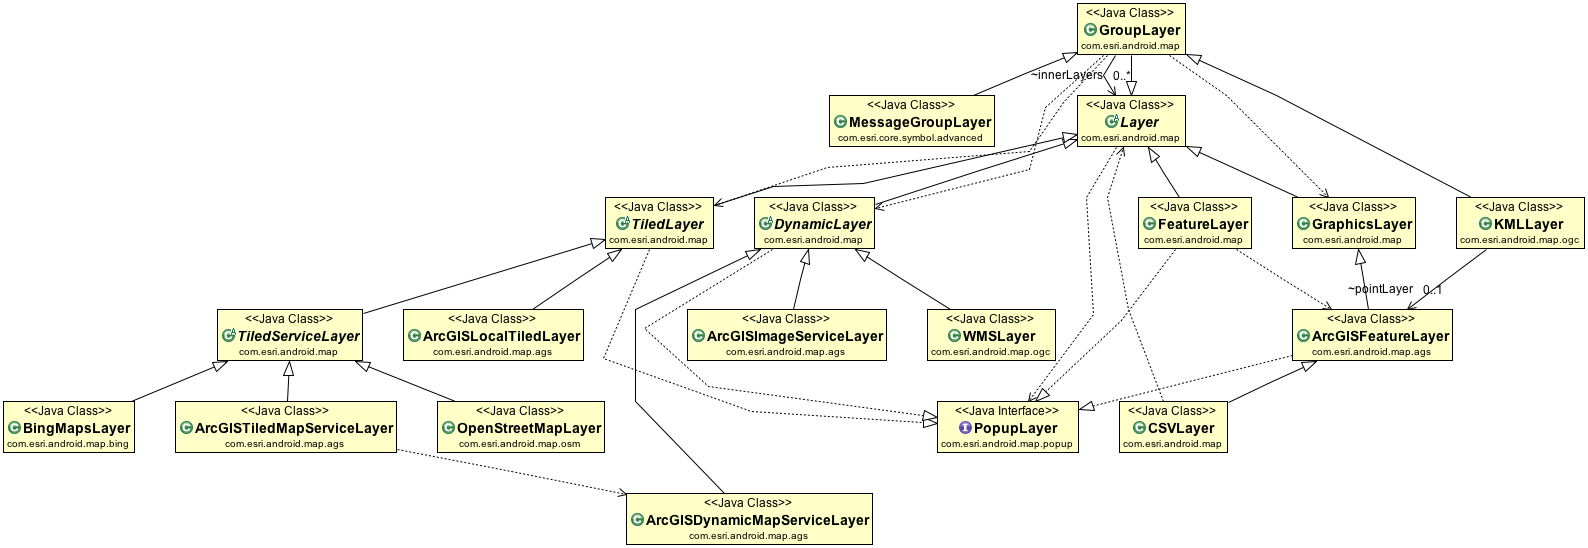 <<Java Class>>
GroupLayer
com.esri.android.map
~innerLayers
0..*
<<Java Class>>
MessageGroupLayer
com.esri.core.symbol.advanced
<<Java Class>>
Layer
com.esri.android.map
<<Java Class>>
TiledLayer
com.esri.android.map
<<Java Class>>
DynamicLayer
com.esri.android.map
<<Java Class>>
FeatureLayer
com.esri.android.map
<<Java Class>>
GraphicsLayer
com.esri.android.map
<<Java Class>>
KMLLayer
com.esri.android.map.ogc
~pointLayer
0..1
<<Java Class>>
TiledServiceLayer
com.esri.android.map
<<Java Class>>
ArcGISLocalTiledLayer
com.esri.android.map.ags
<<Java Class>>
ArcGISImageServiceLayer
com.esri.android.map.ags
<<Java Class>>
WMSLayer
com.esri.android.map.ogc
<<Java Class>>
ArcGISFeatureLayer
com.esri.android.map.ags
<<Java Class>>
BingMapsLayer
com.esri.android.map.bing
<<Java Class>>
ArcGISTiledMapServiceLayer
com.esri.android.map.ags
<<Java Class>>
OpenStreetMapLayer
com.esri.android.map.osm
<<Java Interface>>
PopupLayer
com.esri.android.map.popup
<<Java Class>>
CSVLayer
com.esri.android.map
<<Java Class>>
ArcGISDynamicMapServiceLayer
com.esri.android.map.ags